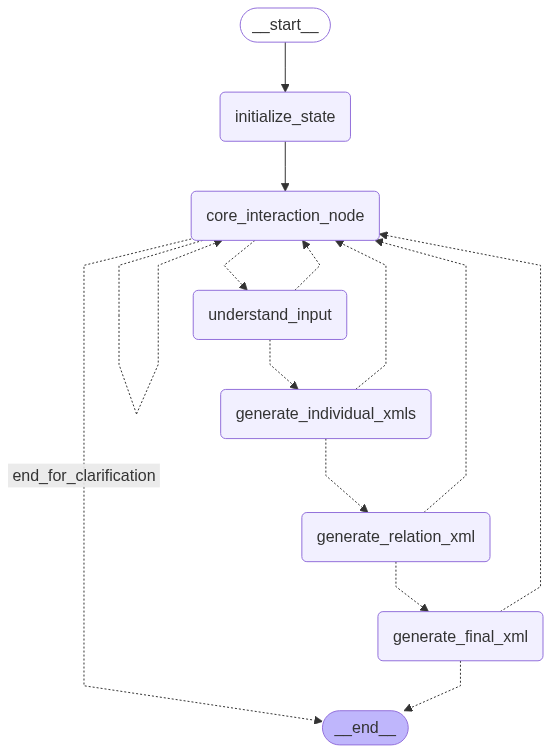 __start__
initialize_state
core_interaction_node
understand_input
generate_individual_xmls
end_for_clarification
generate_relation_xml
generate_final_xml
__end__